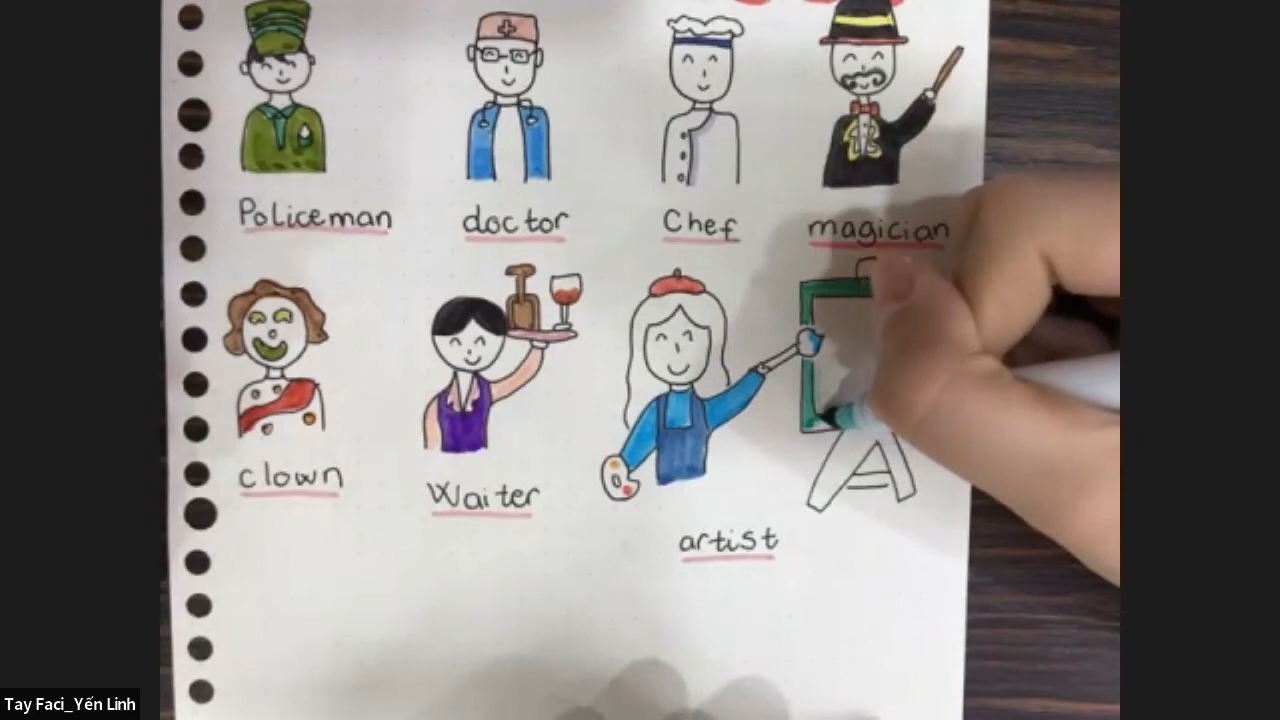 Policeman doctor Chef magician
clown Waiter
artist
Tay Faci_Yến Linh